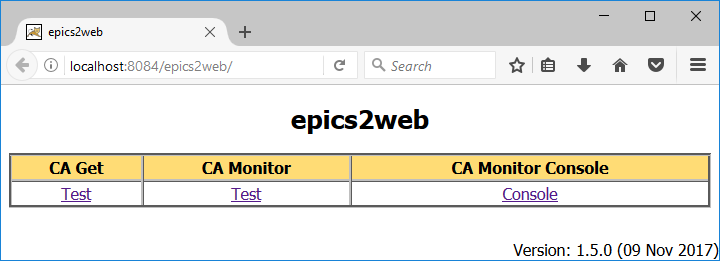 epics2web
localhost:8084/epics2web/
Search
epics2web
CA Get CA Monitor CA Monitor Console
Test Test Console
Version: 1.5.0 (09 Nov 2017)